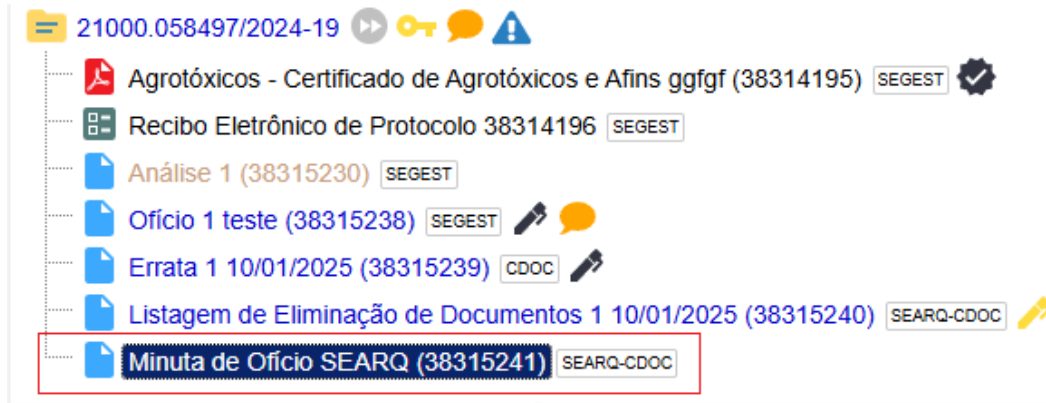 21000.058497/2024-19
Agrotóxicos - Certificado de Agrotóxicos e Afins ggfgf (38314195) SEGEST
Recibo Eletrônico de Protocolo 38314196 SEGEST
Análise 1 (38315230) SEGEST
Ofício 1 teste (38315238) SEGEST
Errata 1 10/01/2025 (38315239) CDOC
Listagem de Eliminação de Documentos 1 10/01/2025 (38315240) SEARQ-CDOC
Minuta de Ofício SEARQ (38315241) SEARQ-CDOC